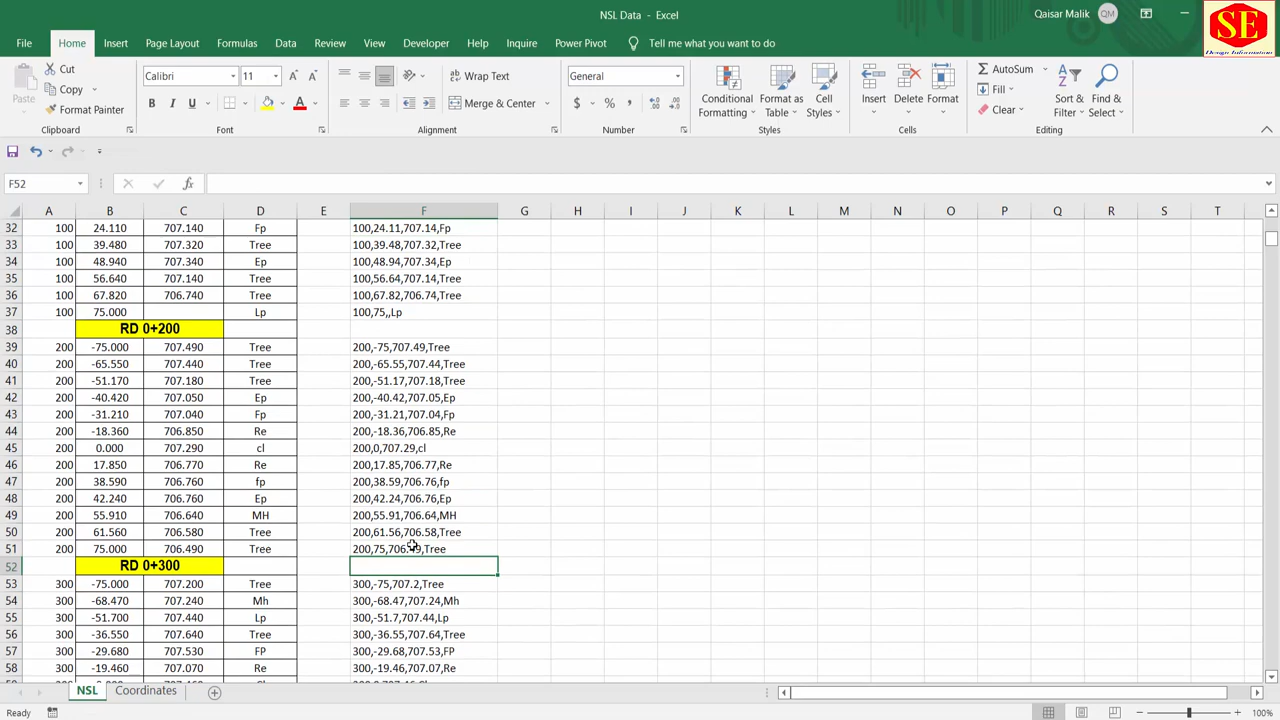 NSL Data - Excel
Qaisar Malik QM
SE
Design Information
File Home Insert Page Layout Formulas Data Review View Developer Help Inquire Power Pivot Tell me what you want to do
Cut
Copy
Format Painter
Paste
Clipboard
Calibri 11
B I U
Font
Wrap Text
Merge & Center
Alignment
General
$ % ,
Number
Conditional Formatting
Format as Table
Cell Styles
Styles
Insert Delete Format
Cells
AutoSum
Fill
Clear
Sort & Filter
Find & Select
Editing
F52 fx
A B C D E F G H I J K L M N O P Q R S T
32 100 24.110 707.140 Fp 100,24.11,707.14,Fp
33 100 39.480 707.320 Tree 100,39.48,707.32,Tree
34 100 48.940 707.340 Ep 100,48.94,707.34,Ep
35 100 56.640 707.140 Tree 100,56.64,707.14,Tree
36 100 67.820 706.740 Tree 100,67.82,706.74,Tree
37 100 75.000 Lp 100,75,,Lp
38 RD 0+200
39 200 -75.000 707.490 Tree 200,-75,707.49,Tree
40 200 -65.550 707.440 Tree 200,-65.55,707.44,Tree
41 200 -51.170 707.180 Tree 200,-51.17,707.18,Tree
42 200 -40.420 707.050 Ep 200,-40.42,707.05,Ep
43 200 -31.210 707.040 Fp 200,-31.21,707.04,Fp
44 200 -18.360 706.850 Re 200,-18.36,706.85,Re
45 200 0.000 707.290 cl 200,0,707.29,cl
46 200 17.850 706.770 Re 200,17.85,706.77,Re
47 200 38.590 706.760 fp 200,38.59,706.76,fp
48 200 42.240 706.760 Ep 200,42.24,706.76,Ep
49 200 55.910 706.640 MH 200,55.91,706.64,MH
50 200 61.560 706.580 Tree 200,61.56,706.58,Tree
51 200 75.000 706.490 Tree 200,75,706.49,Tree
52 RD 0+300
53 300 -75.000 707.200 Tree 300,-75,707.2,Tree
54 300 -68.470 707.240 Mh 300,-68.47,707.24,Mh
55 300 -51.700 707.440 Lp 300,-51.7,707.44,Lp
56 300 -36.550 707.640 Tree 300,-36.55,707.64,Tree
57 300 -29.680 707.530 FP 300,-29.68,707.53,FP
58 300 -19.460 707.070 Re 300,-19.46,707.07,Re
NSL Coordinates
Ready 100%